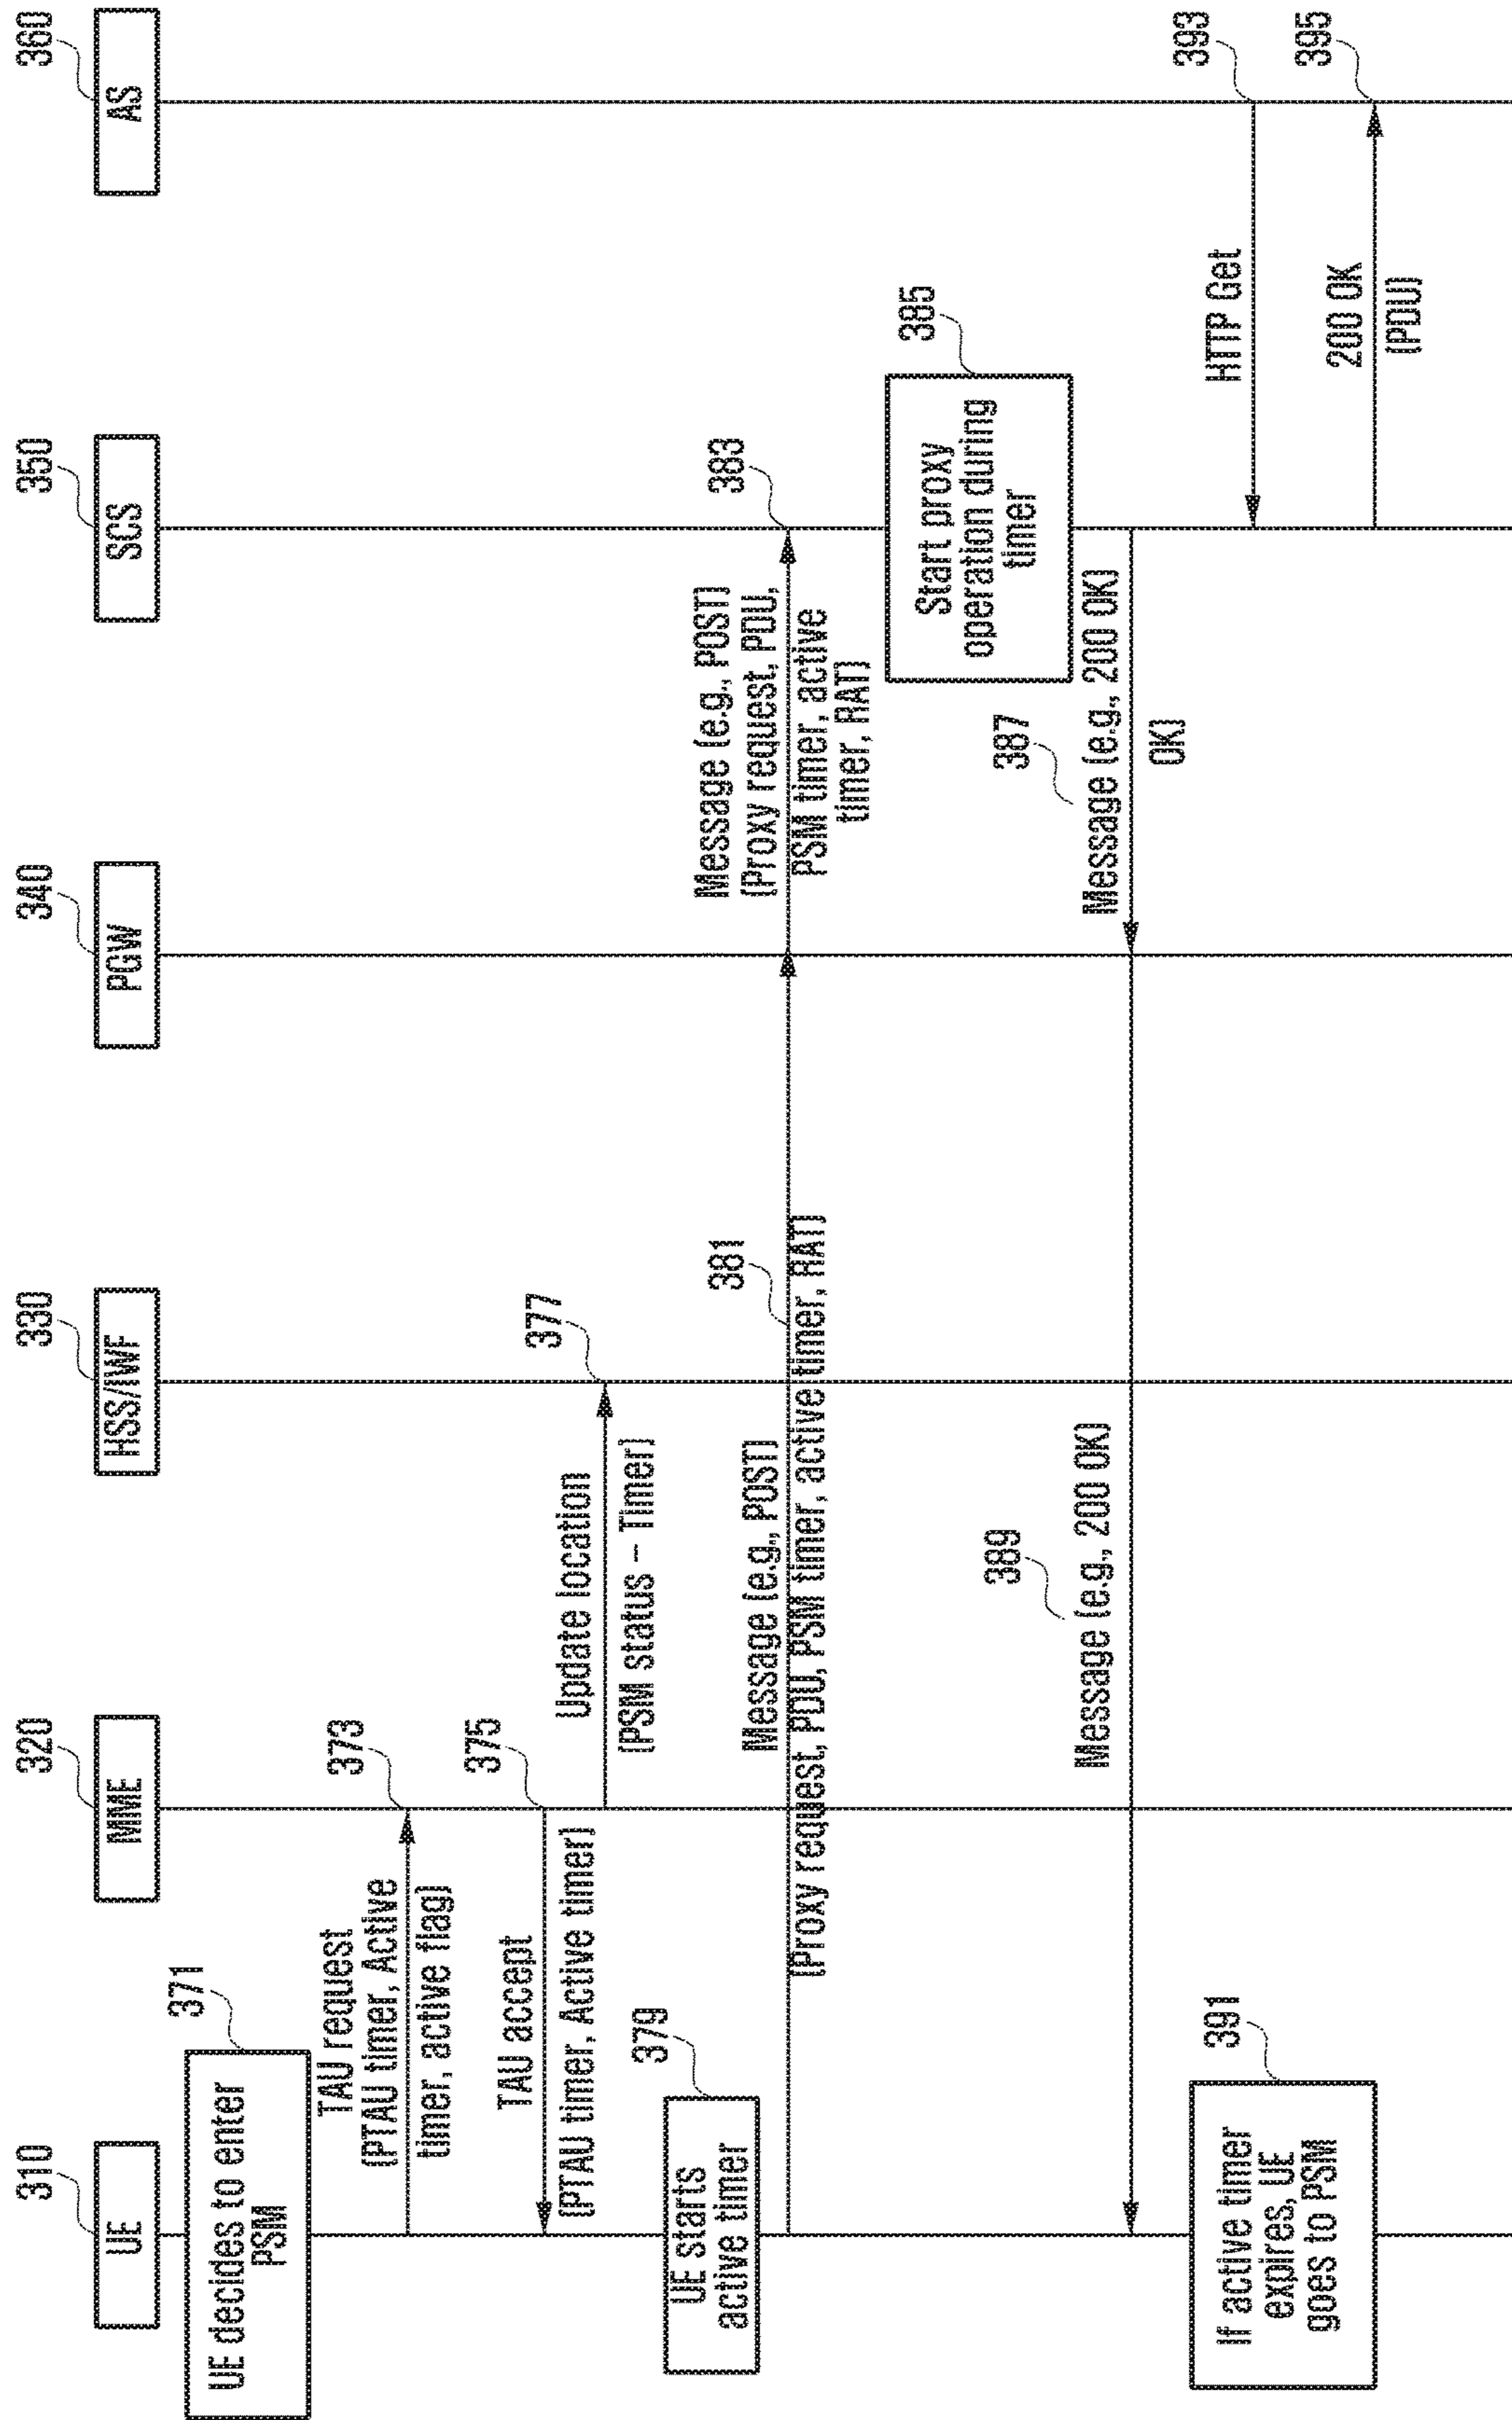 310
320
330
340
350
360
UE
MME
HSS/IWF
PGW
SCS
AS
371
UE decides to enter
PSM
TAU request
(PTAU timer, Active
timer, active flag)
373
TAU accept
375
(PTAU timer, Active timer)
Update location
377
(PSM status – Timer)
379
UE starts
active timer
Message (e.g., POST)
381
(Proxy request, PDU, PSM timer, active timer, RAT)
Message (e.g., POST)
(Proxy request, PDU,
PSM timer, active
timer, RAT)
383
385
Start proxy
operation during
timer
387
Message (e.g., 200 OK)
OK)
389
Message (e.g., 200 OK)
391
If active timer
expires, UE
goes to PSM
HTTP Get
393
200 OK
(PDU)
395